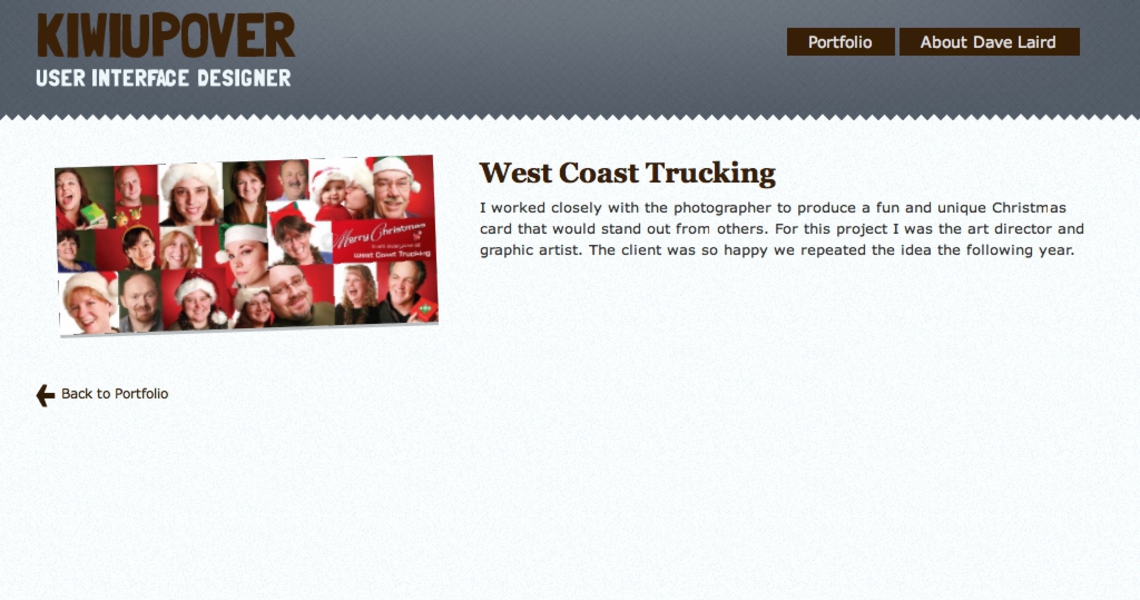 KIWIUPOVER
USER INTERFACE DESIGNER
Portfolio
About Dave Laird
Merry Christmas
from everyone at
West Coast Trucking
West Coast Trucking
I worked closely with the photographer to produce a fun and unique Christmas
card that would stand out from others. For this project I was the art director and
graphic artist. The client was so happy we repeated the idea the following year.
Back to Portfolio